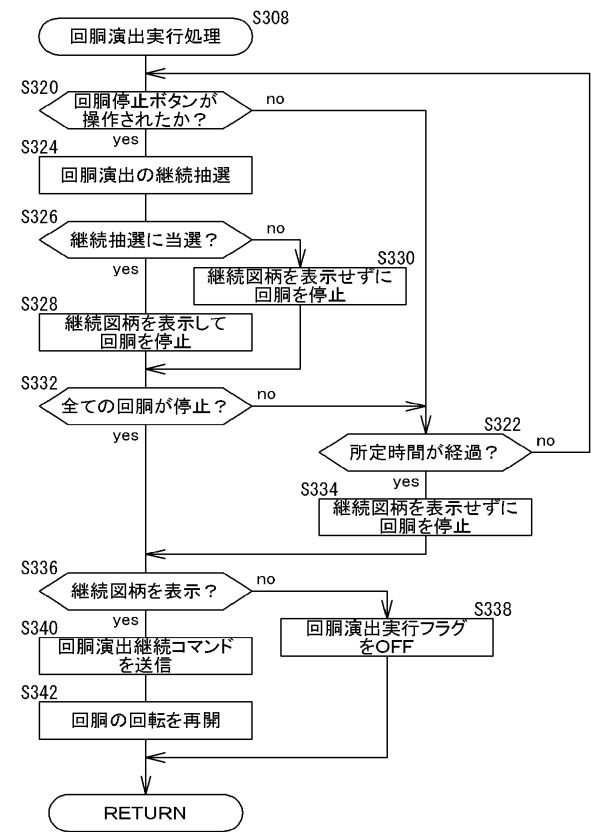 S308
回胴演出実行処理
S320
回胴停止ボタンが
操作されたか？
no
yes
S324
回胴演出の継続抽選
S326
継続抽選に当選？
no
yes
S330
継続図柄を表示せずに
回胴を停止
S328
継続図柄を表示して
回胴を停止
S332
全ての回胴が停止？
no
yes
S322
所定時間が経過？
no
yes
S334
継続図柄を表示せずに
回胴を停止
S336
継続図柄を表示？
no
yes
S338
回胴演出実行フラグ
をOFF
S340
回胴演出継続コマンド
を送信
S342
回胴の回転を再開
RETURN